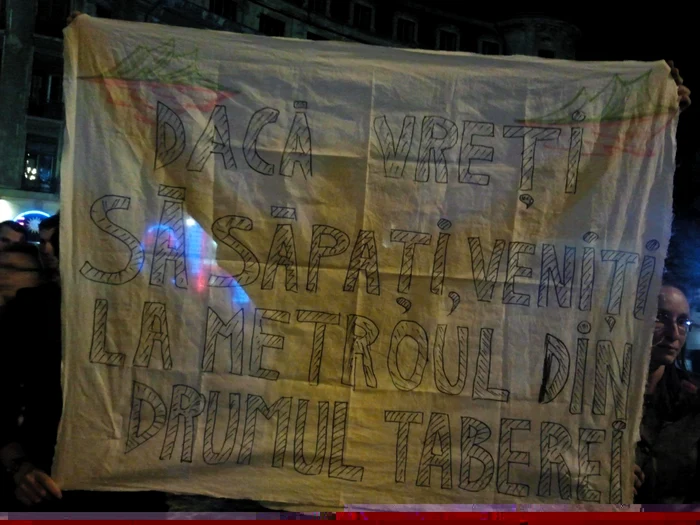 DACĂ VREȚI
SĂ SĂPAȚI, VENIȚI
LA METROUL DIN
DRUMUL TABEREI